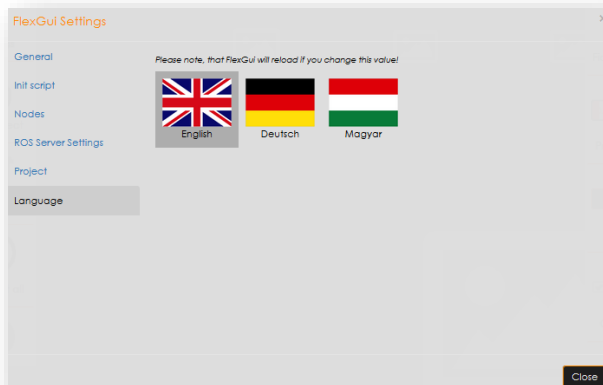 FlexGui Settings
General
Init script
Nodes
ROS Server Settings
Project
Language
Please note, that FlexGui will reload if you change this value!
English
Deutsch
Magyar
Close